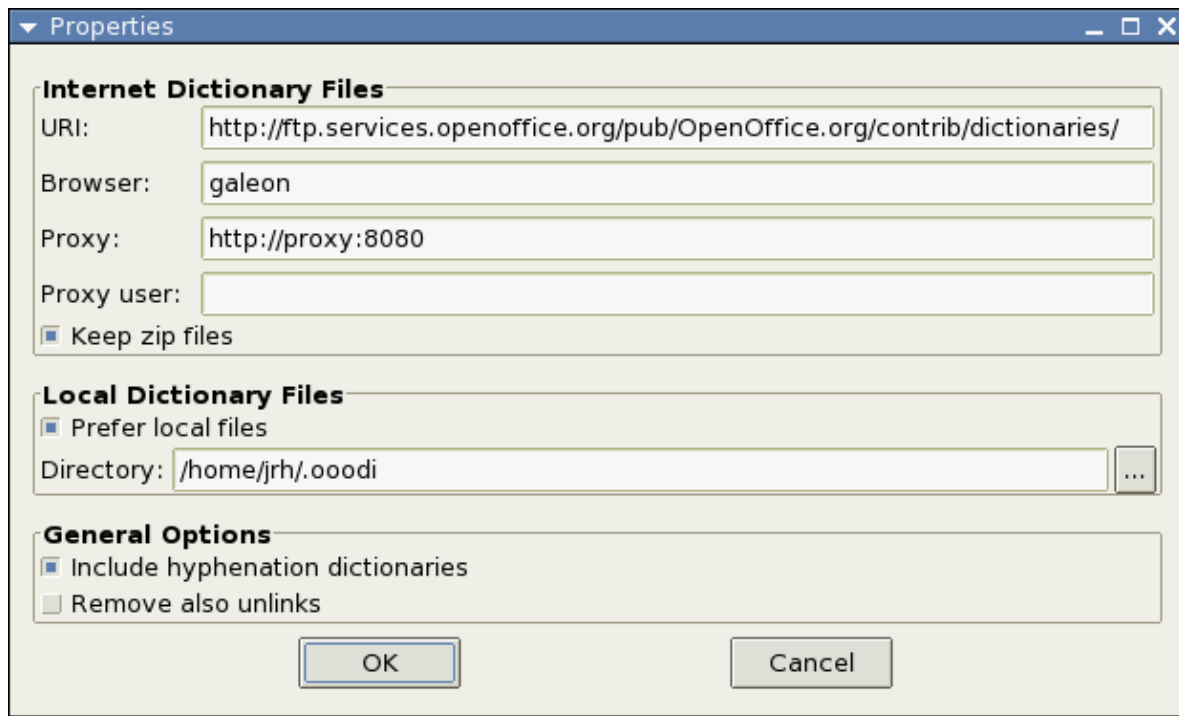 Properties
Internet Dictionary Files
URI: http://ftp.services.openoffice.org/pub/OpenOffice.org/contrib/dictionaries/
Browser: galeon
Proxy: http://proxy:8080
Proxy user:
Keep zip files
Local Dictionary Files
Prefer local files
Directory: /home/jrh/.ooodi ...
General Options
Include hyphenation dictionaries
Remove also unlinks
OK Cancel